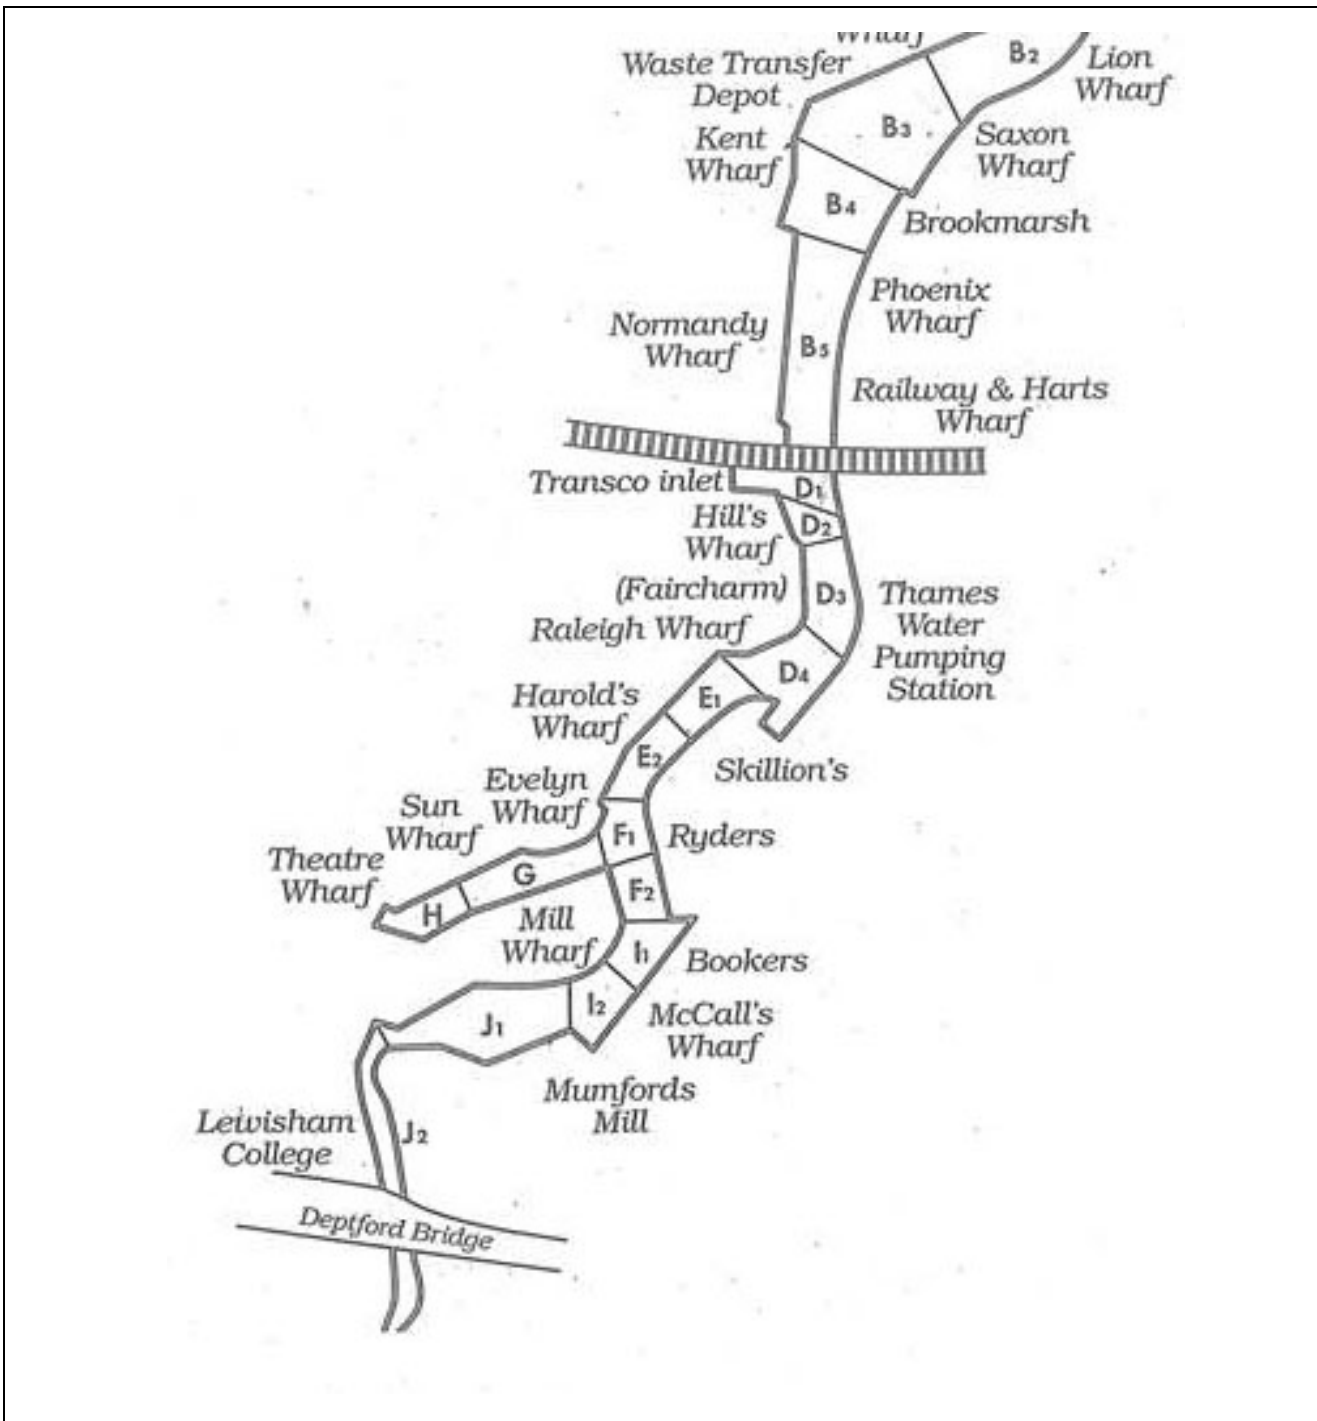 Wharf
B2
Lion
Wharf
Waste Transfer
Depot
B3
Kent
Wharf
Saxon
Wharf
B4
Brookmarsh
Phoenix
Wharf
Normandy
Wharf
B5
Railway & Harts
Wharf
Transco inlet
D1
Hill's
Wharf
D2
(Faircharm)
D3
Thames
Water
Pumping
Station
Raleigh Wharf
D4
Harold's
Wharf
E1
E2
Skillion's
Evelyn
Wharf
Sun
Wharf
F1
Ryders
Theatre
Wharf
G
F2
H
Mill
Wharf
I1
Bookers
I2
McCall's
Wharf
J1
Mumfords
Mill
Lewisham
College
J2
Deptford Bridge